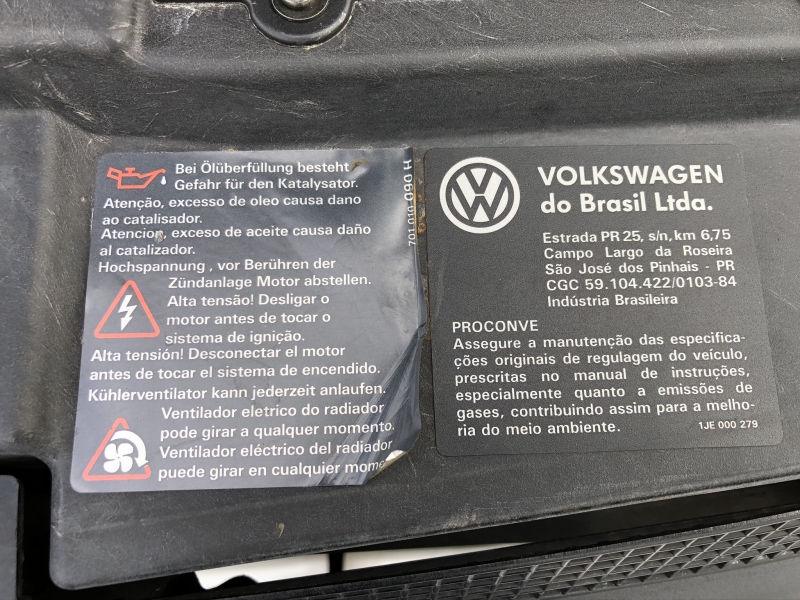 Bei Ölüberfüllung besteht
Gefahr für den Katalysator.
Atenção, excesso de oleo causa dano
ao catalisador.
Atencion, exceso de aceite causa daño
al catalizador.
Hochspannung, vor Berühren der
Zündanlage Motor abstellen.
Alta tensão! Desligar o
motor antes de tocar o
sistema de ignição.
Alta tensión! Desconectar el motor
antes de tocar el sistema de encendido.
Kühlerventilator kann jederzeit anlaufen.
Ventilador eletrico do radiador
pode girar a qualquer momento.
Ventilador eléctrico del radiador
puede girar en cualquier mome
701 010 090 H
VOLKSWAGEN
do Brasil Ltda.
Estrada PR 25, s/n, km 6,75
Campo Largo da Roseira
São José dos Pinhais - PR
CGC 59.104.422/0103-84
Indústria Brasileira
PROCONVE
Assegure a manutenção das especifica-
ções originais de regulagem do veículo,
prescritas no manual de instruções,
especialmente quanto a emissões de
gases, contribuindo assim para a melho-
ria do meio ambiente.
1JE 000 279